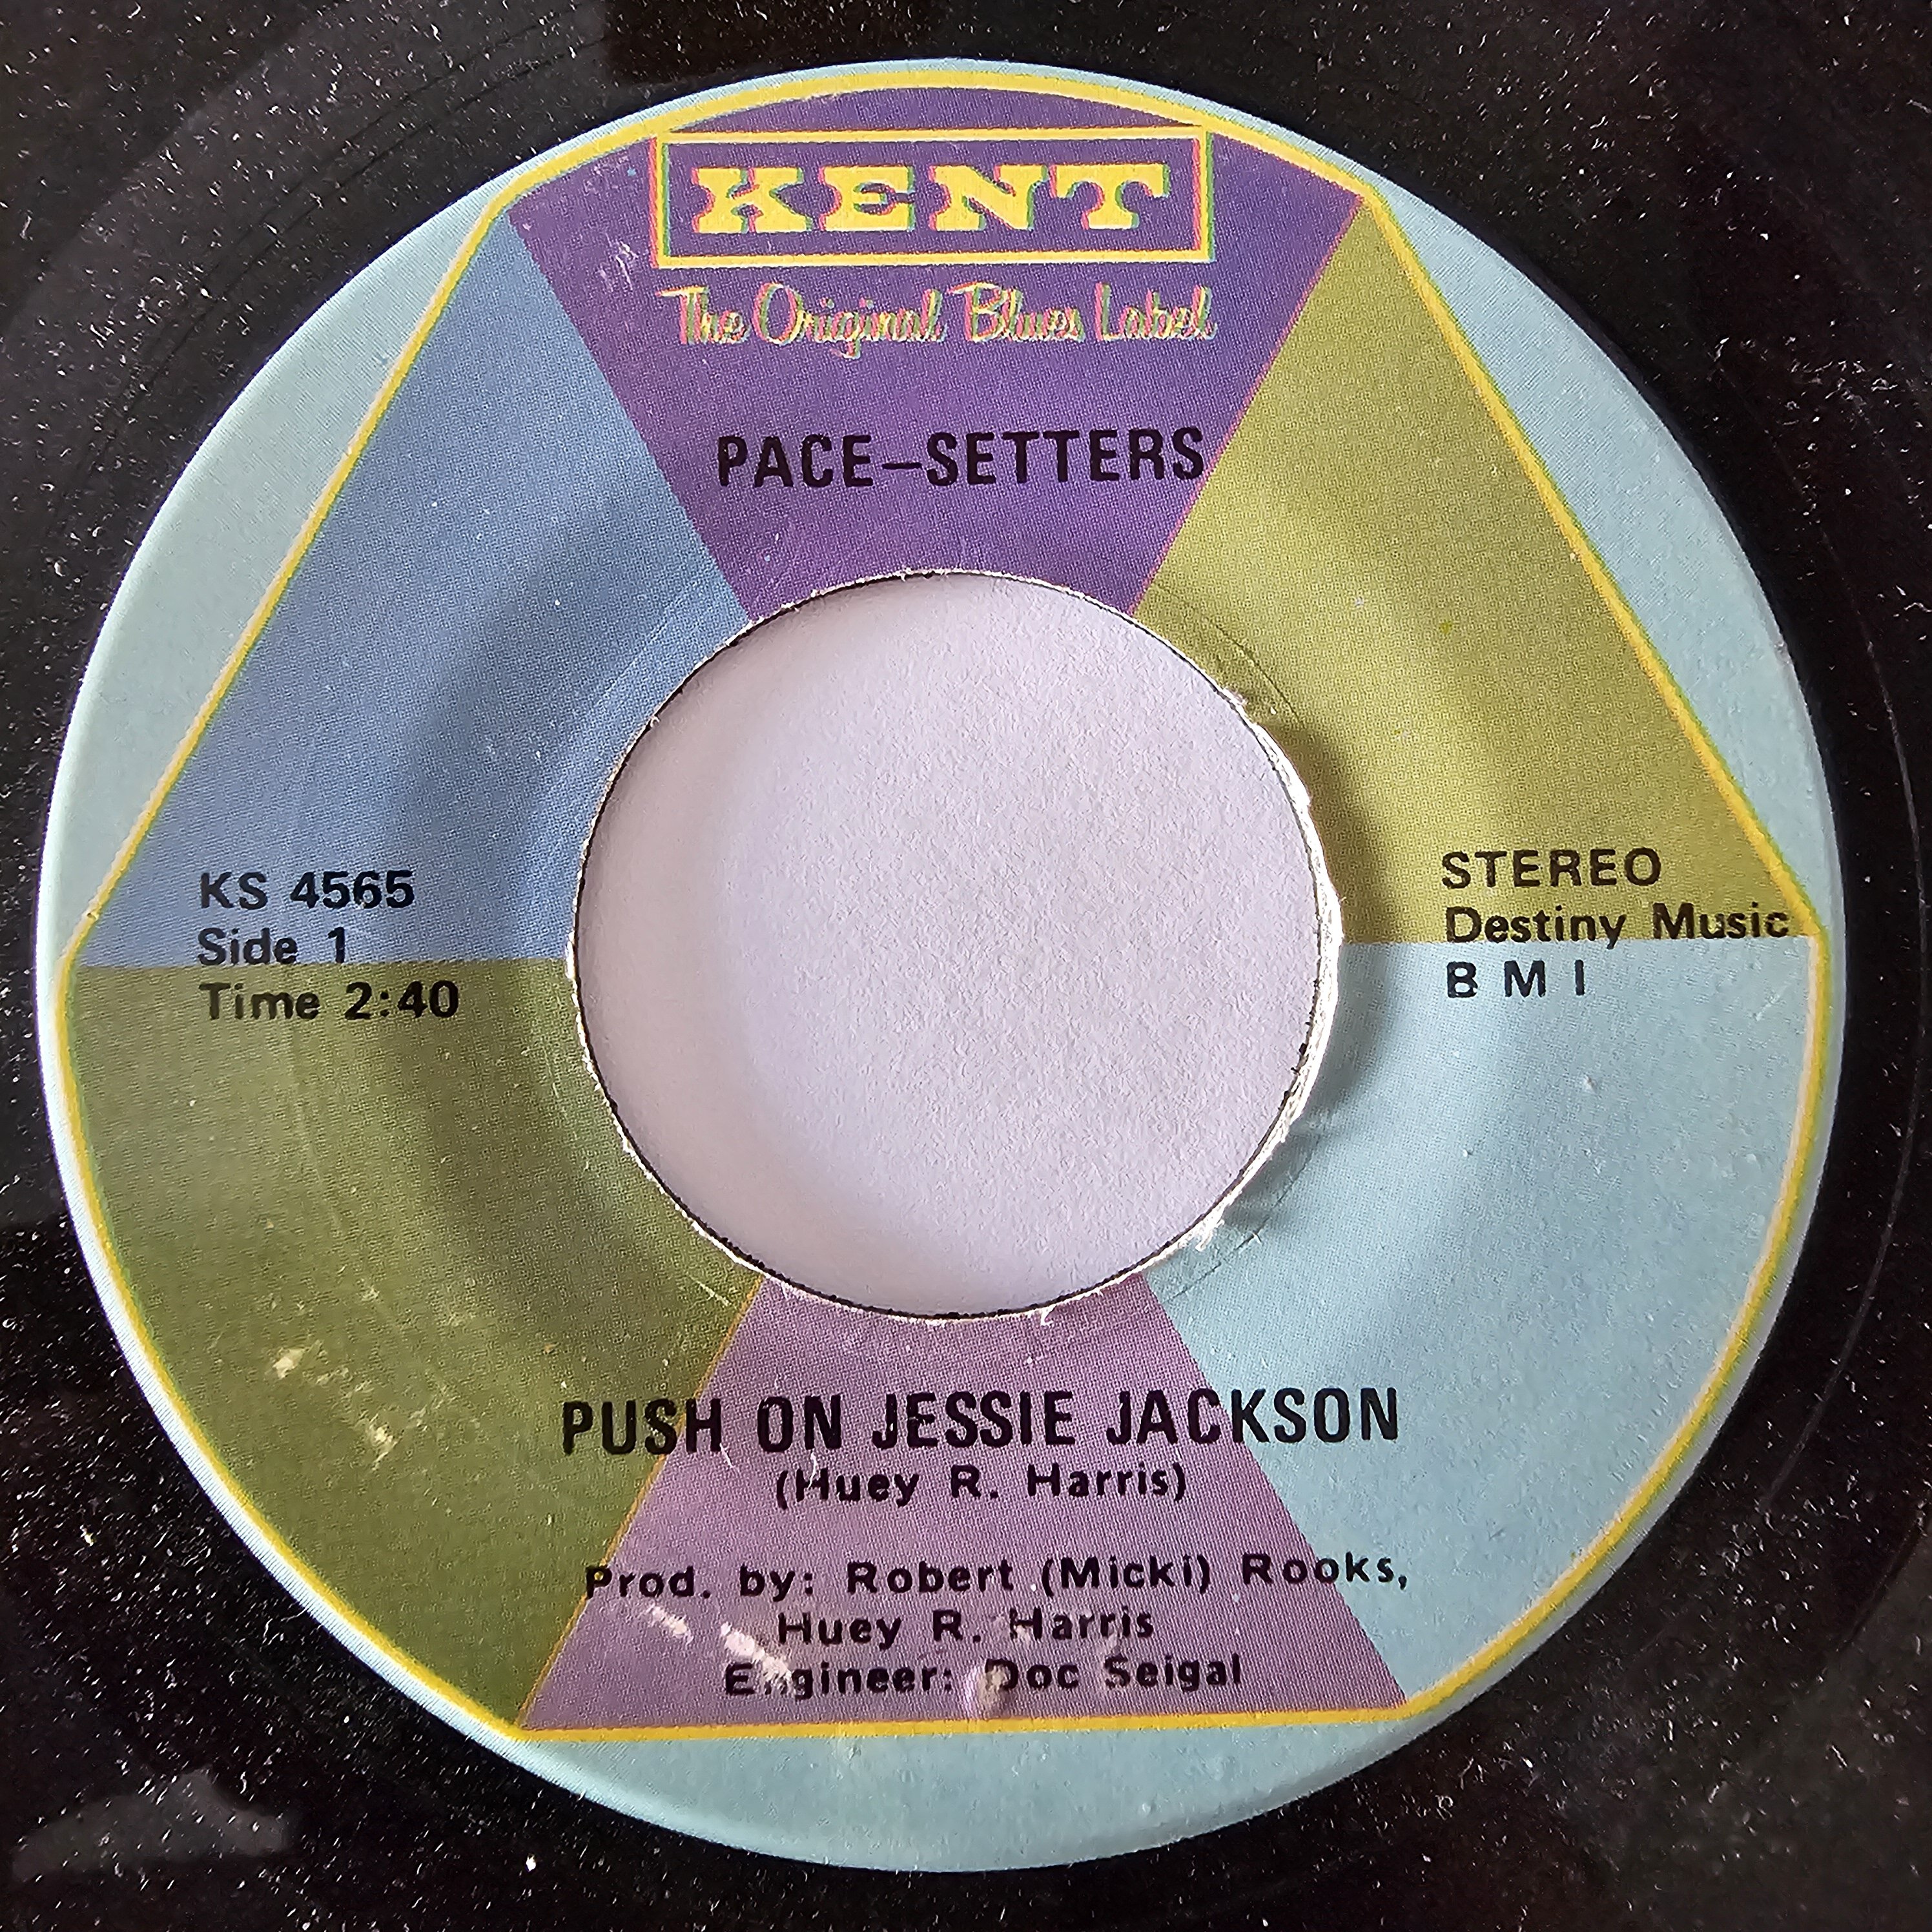 KENT
The Original Blues Label
PACE–SETTERS
KS 4565
Side 1
Time 2:40
STEREO
Destiny Music
B M I
PUSH ON JESSIE JACKSON
(Huey R. Harris)
Prod. by: Robert (Micki) Rooks,
Huey R. Harris
Engineer: Doc Seigal